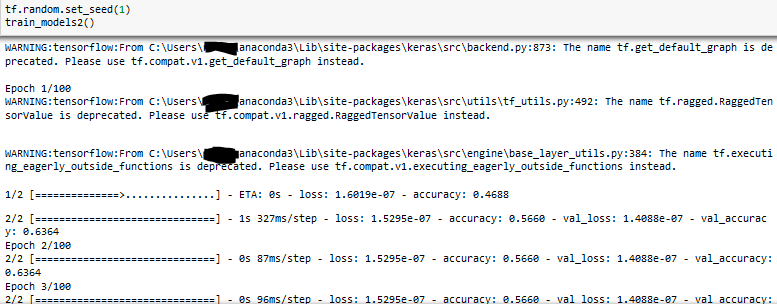 tf.random.set_seed(1)
train_models2()
WARNING:tensorflow:From C:\Users\ anaconda3\Lib\site-packages\keras\src\backend.py:873: The name tf.get_default_graph is de
precated. Please use tf.compat.v1.get_default_graph instead.
Epoch 1/100
WARNING:tensorflow:From C:\Users\ anaconda3\Lib\site-packages\keras\src\utils\tf_utils.py:492: The name tf.ragged.RaggedTen
sorValue is deprecated. Please use tf.compat.v1.ragged.RaggedTensorValue instead.
WARNING:tensorflow:From C:\Users\ anaconda3\Lib\site-packages\keras\src\engine\base_layer_utils.py:384: The name tf.executi
ng_eagerly_outside_functions is deprecated. Please use tf.compat.v1.executing_eagerly_outside_functions instead.
1/2 [==============>...............] - ETA: 0s - loss: 1.6019e-07 - accuracy: 0.4688
2/2 [==============================] - 1s 327ms/step - loss: 1.5295e-07 - accuracy: 0.5660 - val_loss: 1.4088e-07 - val_accurac
y: 0.6364
Epoch 2/100
2/2 [==============================] - 0s 87ms/step - loss: 1.5295e-07 - accuracy: 0.5660 - val_loss: 1.4088e-07 - val_accuracy:
0.6364
Epoch 3/100
2/2 [==============================] - 0s 96ms/step - loss: 1.5295e-07 - accuracy: 0.5660 - val_loss: 1.4088e-07 - val_accuracy: